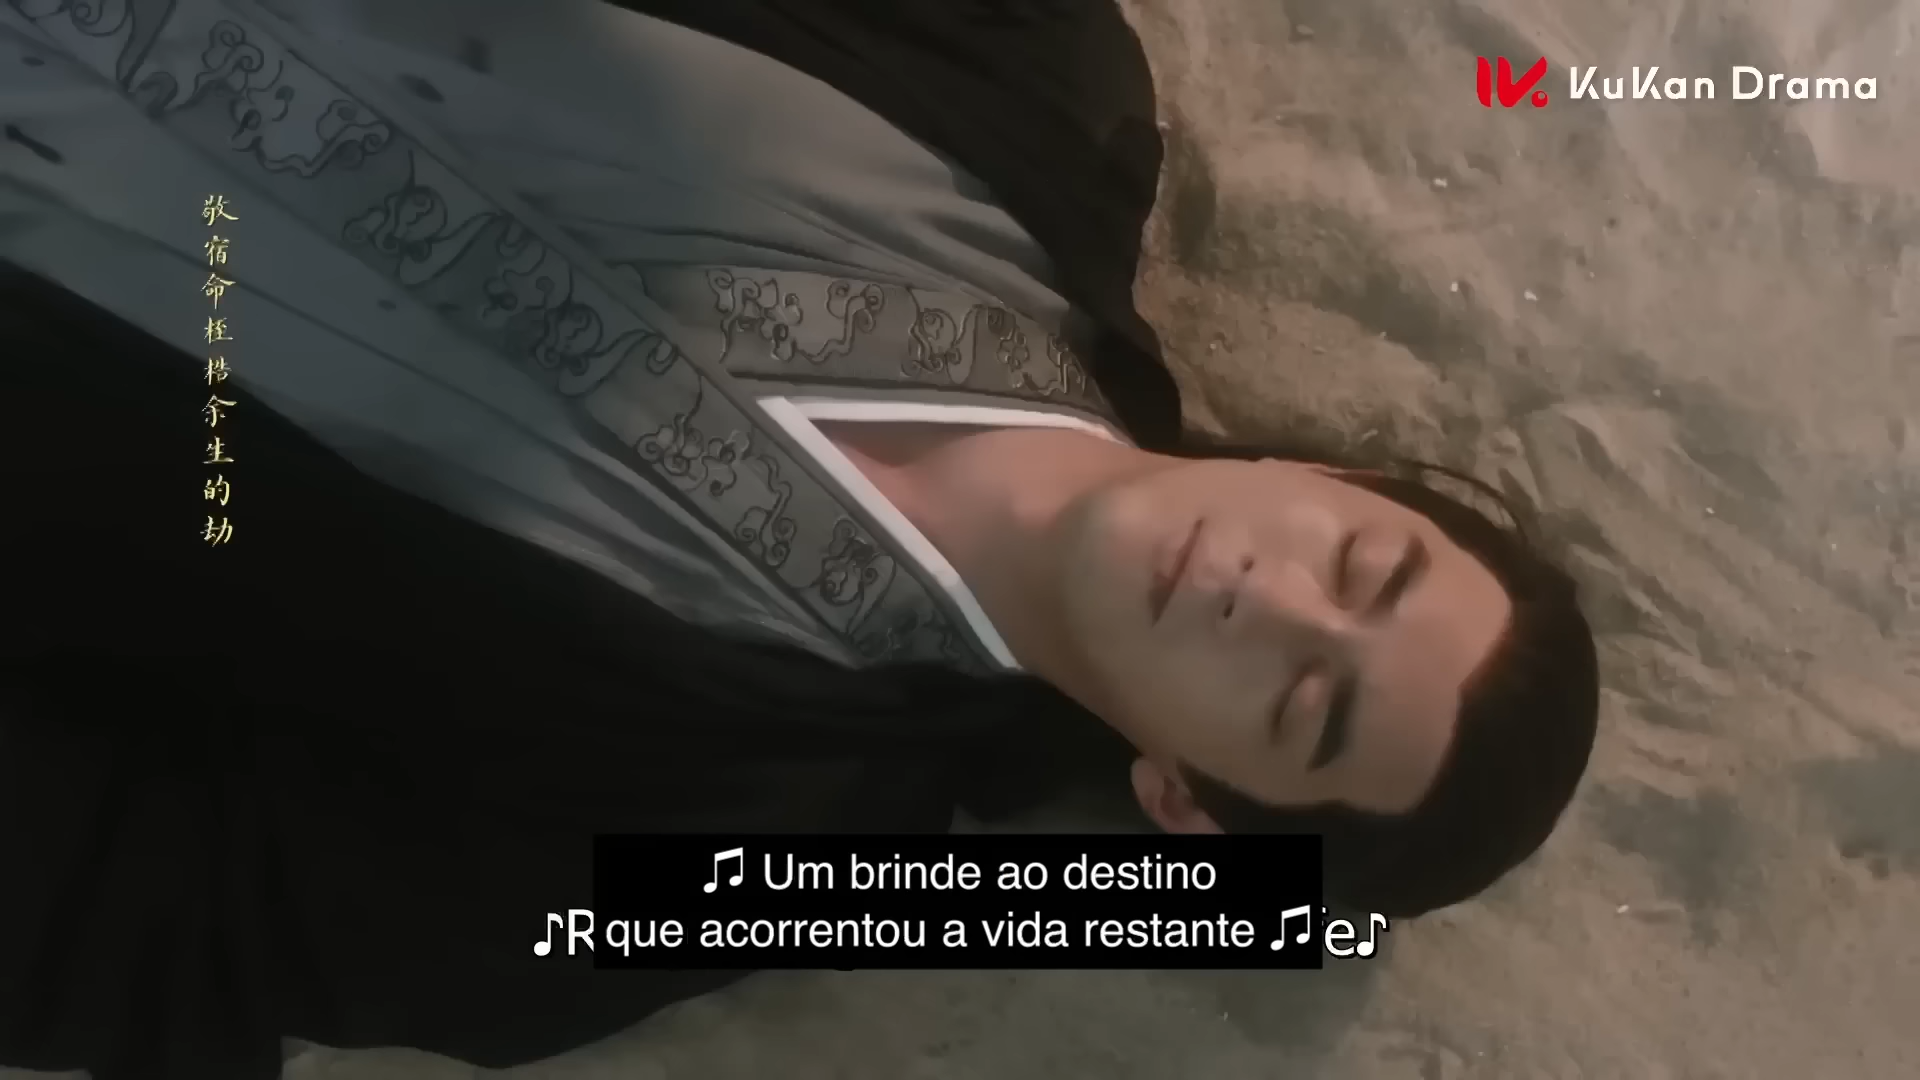 KuKan Drama
敬宿命桎梏余生的劫
♫ Um brinde ao destino
que acorrentou a vida restante ♫